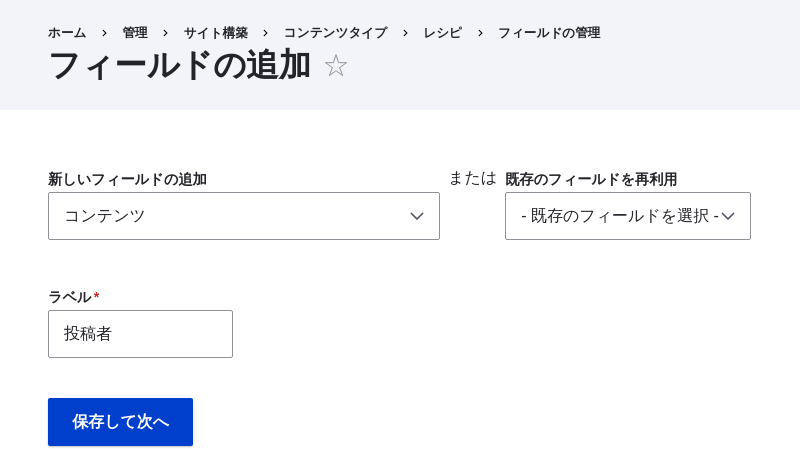 ホーム › 管理 › サイト構築 › コンテンツタイプ › レシピ › フィールドの管理
フィールドの追加 ☆
新しいフィールドの追加 または 既存のフィールドを再利用
コンテンツ - 既存のフィールドを選択 -
ラベル*
投稿者
保存して次へ